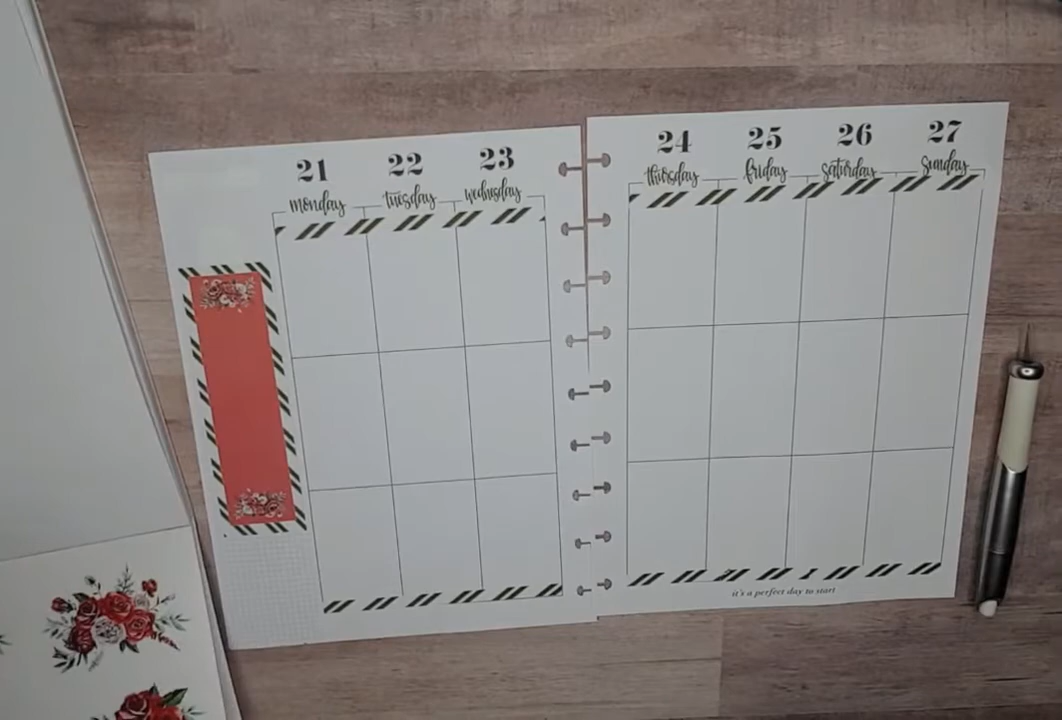 21 22 23
monday tuesday wednesday
24 25 26 27
thursday friday saturday sunday
it's a perfect day to start